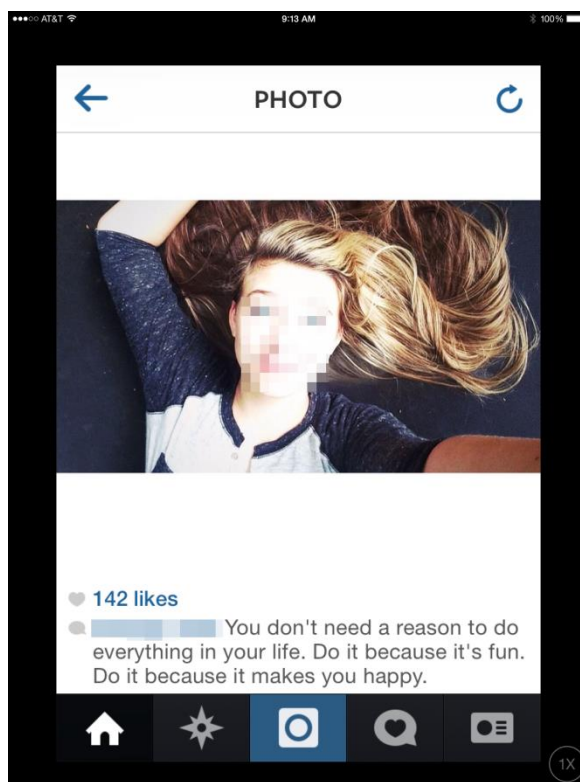 AT&T 9:13 AM 100%
PHOTO
142 likes
You don't need a reason to do
everything in your life. Do it because it's fun.
Do it because it makes you happy.
1X